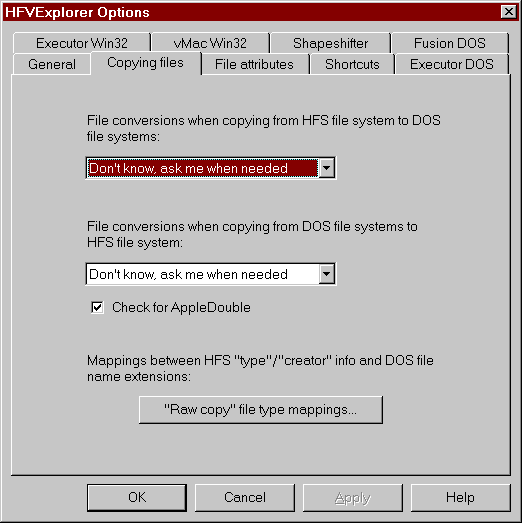 HFVExplorer Options
Executor Win32 vMac Win32 Shapeshifter Fusion DOS
General Copying files File attributes Shortcuts Executor DOS
File conversions when copying from HFS file system to DOS
file systems:
Don't know, ask me when needed
File conversions when copying from DOS file systems to
HFS file system:
Don't know, ask me when needed
Check for AppleDouble
Mappings between HFS "type"/"creator" info and DOS file
name extensions:
"Raw copy" file type mappings...
OK Cancel Apply Help